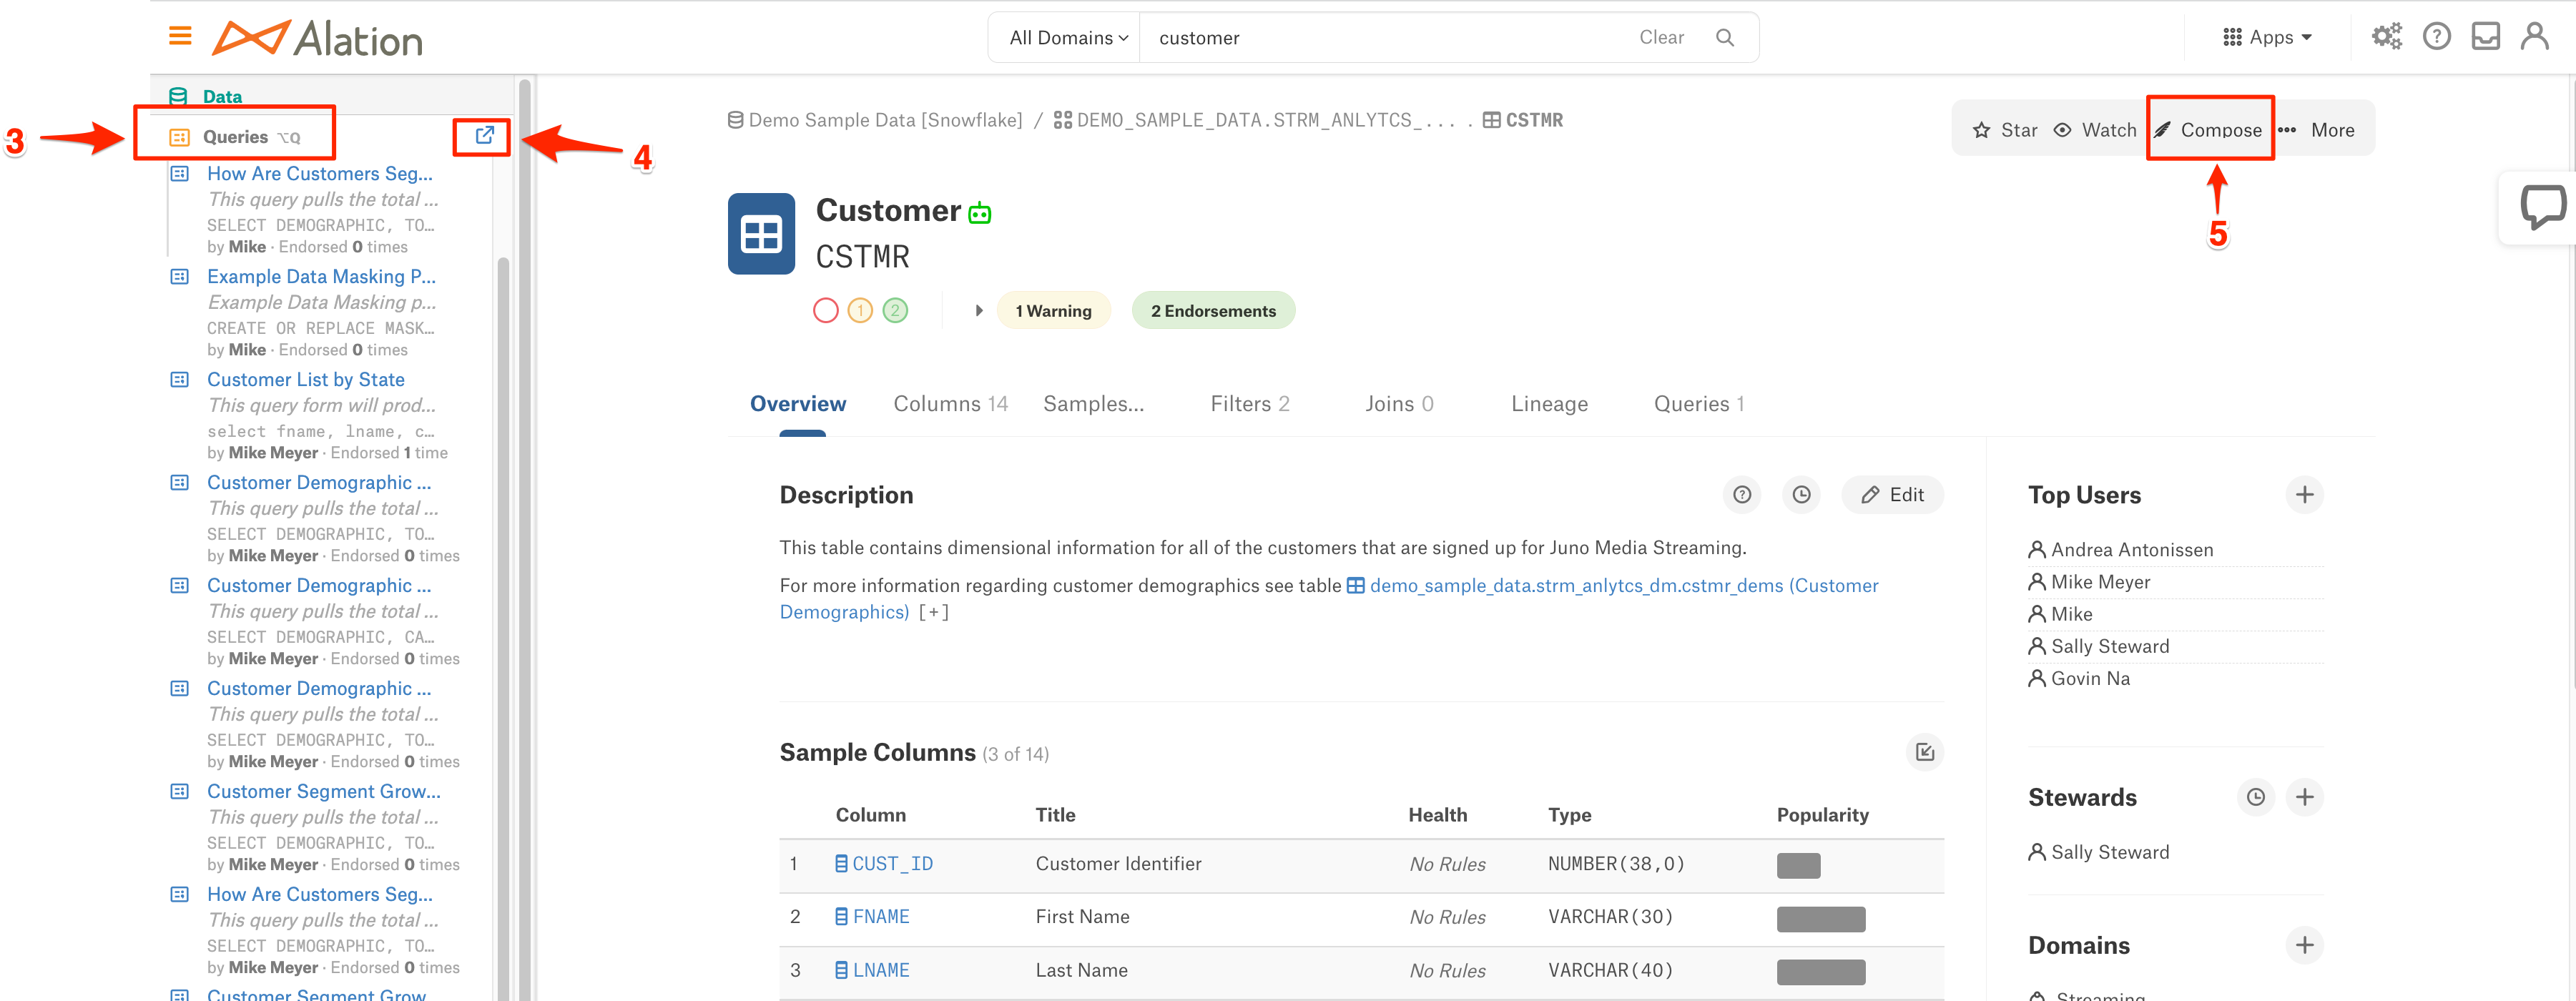 Alation
All Domains
customer
Clear
Apps
Data
3
Queries ⌥Q
4
How Are Customers Seg...
This query pulls the total ...
SELECT DEMOGRAPHIC, TO...
by Mike · Endorsed 0 times
Example Data Masking P...
Example Data Masking p...
CREATE OR REPLACE MASK...
by Mike · Endorsed 0 times
Customer List by State
This query form will prod...
select fname, lname, c...
by Mike Meyer · Endorsed 1 time
Customer Demographic ...
This query pulls the total ...
SELECT DEMOGRAPHIC, TO...
by Mike Meyer · Endorsed 0 times
Customer Demographic ...
This query pulls the total ...
SELECT DEMOGRAPHIC, CA...
by Mike Meyer · Endorsed 0 times
Customer Demographic ...
This query pulls the total ...
SELECT DEMOGRAPHIC, TO...
by Mike Meyer · Endorsed 0 times
Customer Segment Grow...
This query pulls the total ...
SELECT DEMOGRAPHIC, TO...
by Mike Meyer · Endorsed 0 times
How Are Customers Seg...
This query pulls the total ...
SELECT DEMOGRAPHIC, TO...
by Mike Meyer · Endorsed 0 times
Customer Segment Grow
Demo Sample Data [Snowflake] / DEMO_SAMPLE_DATA.STRM_ANLYTCS_... . CSTMR
Star
Watch
Compose
More
5
Customer
CSTMR
1
2
1 Warning
2 Endorsements
Overview
Columns 14
Samples...
Filters 2
Joins 0
Lineage
Queries 1
Description
Edit
This table contains dimensional information for all of the customers that are signed up for Juno Media Streaming.
For more information regarding customer demographics see table demo_sample_data.strm_anlytcs_dm.cstmr_dems (Customer
Demographics) [+]
Sample Columns (3 of 14)
Column Title Health Type Popularity
1 CUST_ID Customer Identifier No Rules NUMBER(38,0)
2 FNAME First Name No Rules VARCHAR(30)
3 LNAME Last Name No Rules VARCHAR(40)
Top Users
Andrea Antonissen
Mike Meyer
Mike
Sally Steward
Govin Na
Stewards
Sally Steward
Domains
Streaming